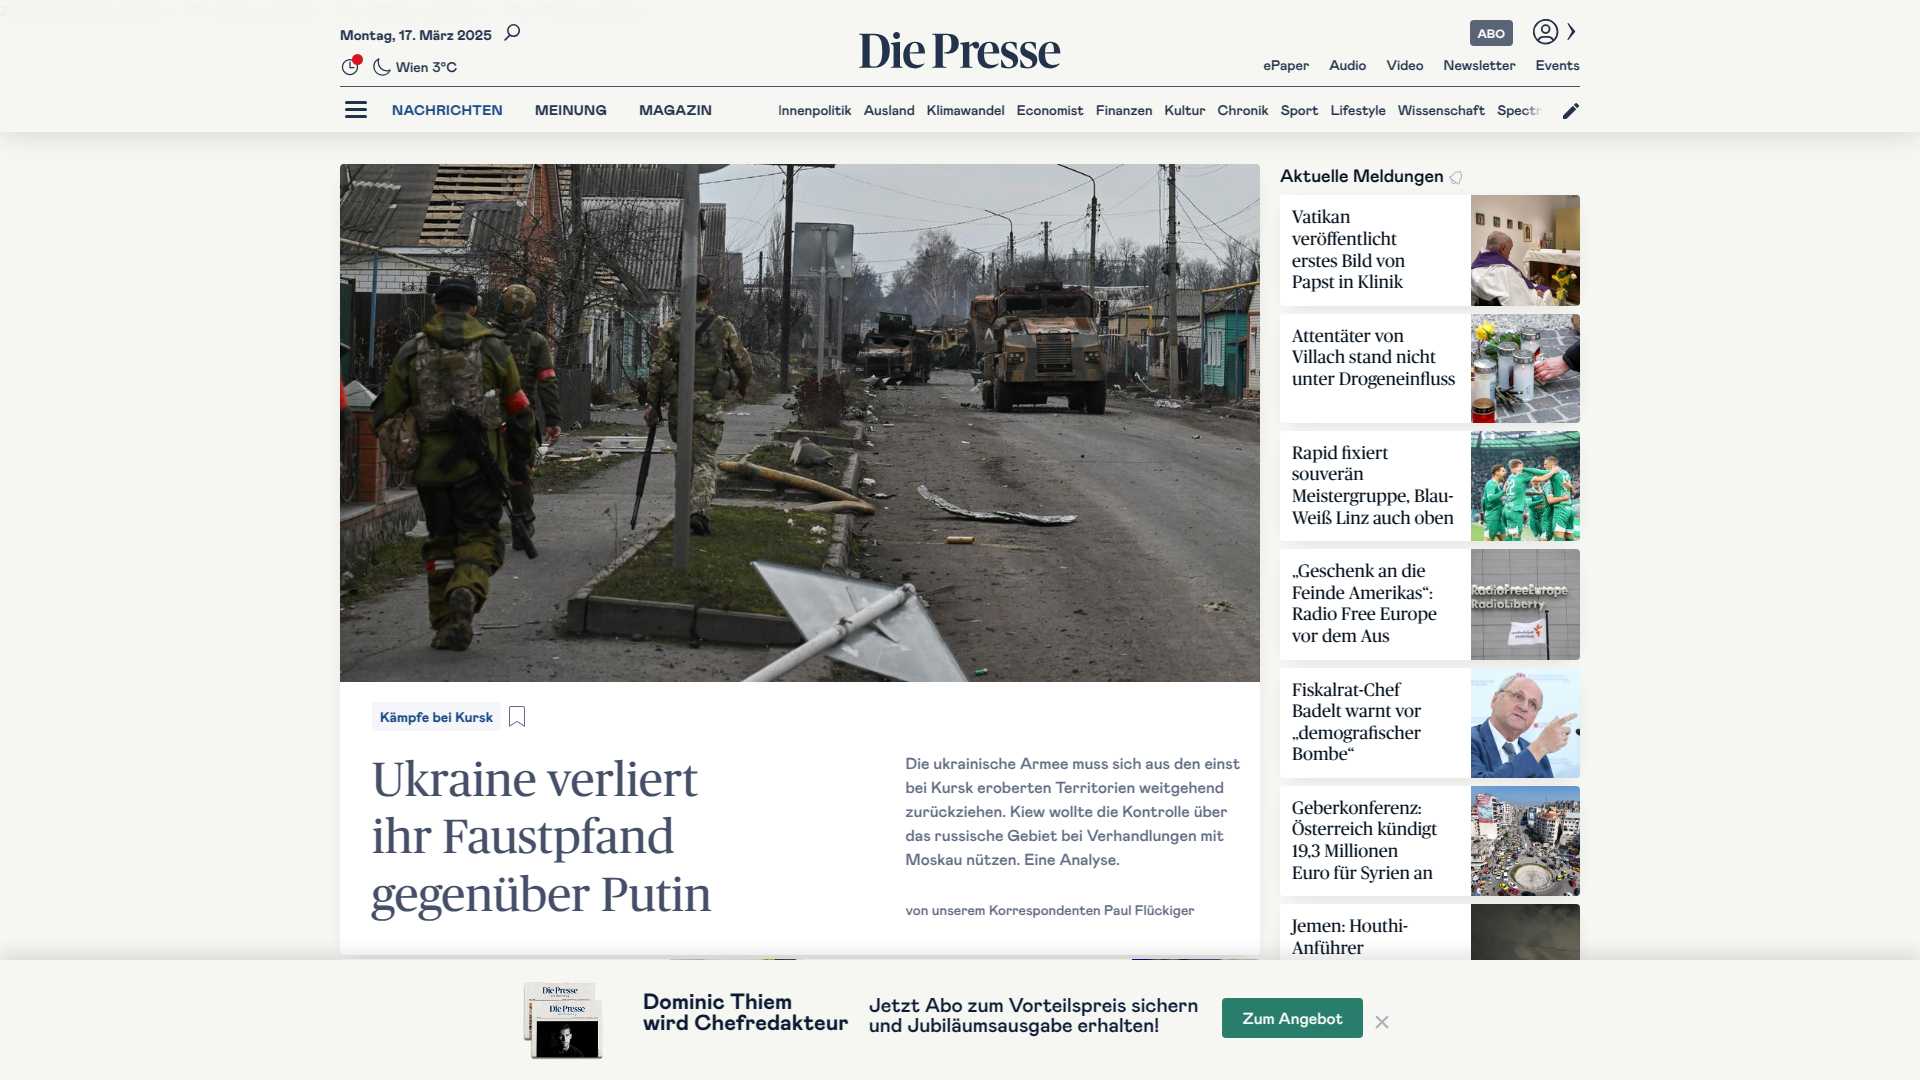 Montag, 17. März 2025
Wien 3°C
Die Presse
ABO
ePaper Audio Video Newsletter Events
NACHRICHTEN MEINUNG MAGAZIN
Innenpolitik Ausland Klimawandel Economist Finanzen Kultur Chronik Sport Lifestyle Wissenschaft Spectr
Kämpfe bei Kursk
Ukraine verliert
ihr Faustpfand
gegenüber Putin
Die ukrainische Armee muss sich aus den einst
bei Kursk eroberten Territorien weitgehend
zurückziehen. Kiew wollte die Kontrolle über
das russische Gebiet bei Verhandlungen mit
Moskau nützen. Eine Analyse.
von unserem Korrespondenten Paul Flückiger
Aktuelle Meldungen
Vatikan
veröffentlicht
erstes Bild von
Papst in Klinik
Attentäter von
Villach stand nicht
unter Drogeneinfluss
Rapid fixiert
souverän
Meistergruppe, Blau-
Weiß Linz auch oben
„Geschenk an die
Feinde Amerikas“:
Radio Free Europe
vor dem Aus
RadioFreeEurope
RadioLiberty
Fiskalrat-Chef
Badelt warnt vor
„demografischer
Bombe“
Geberkonferenz:
Österreich kündigt
19,3 Millionen
Euro für Syrien an
Jemen: Houthi-
Anführer
Die Presse
Die Presse
Dominic Thiem
wird Chefredakteur
Jetzt Abo zum Vorteilspreis sichern
und Jubiläumsausgabe erhalten!
Zum Angebot